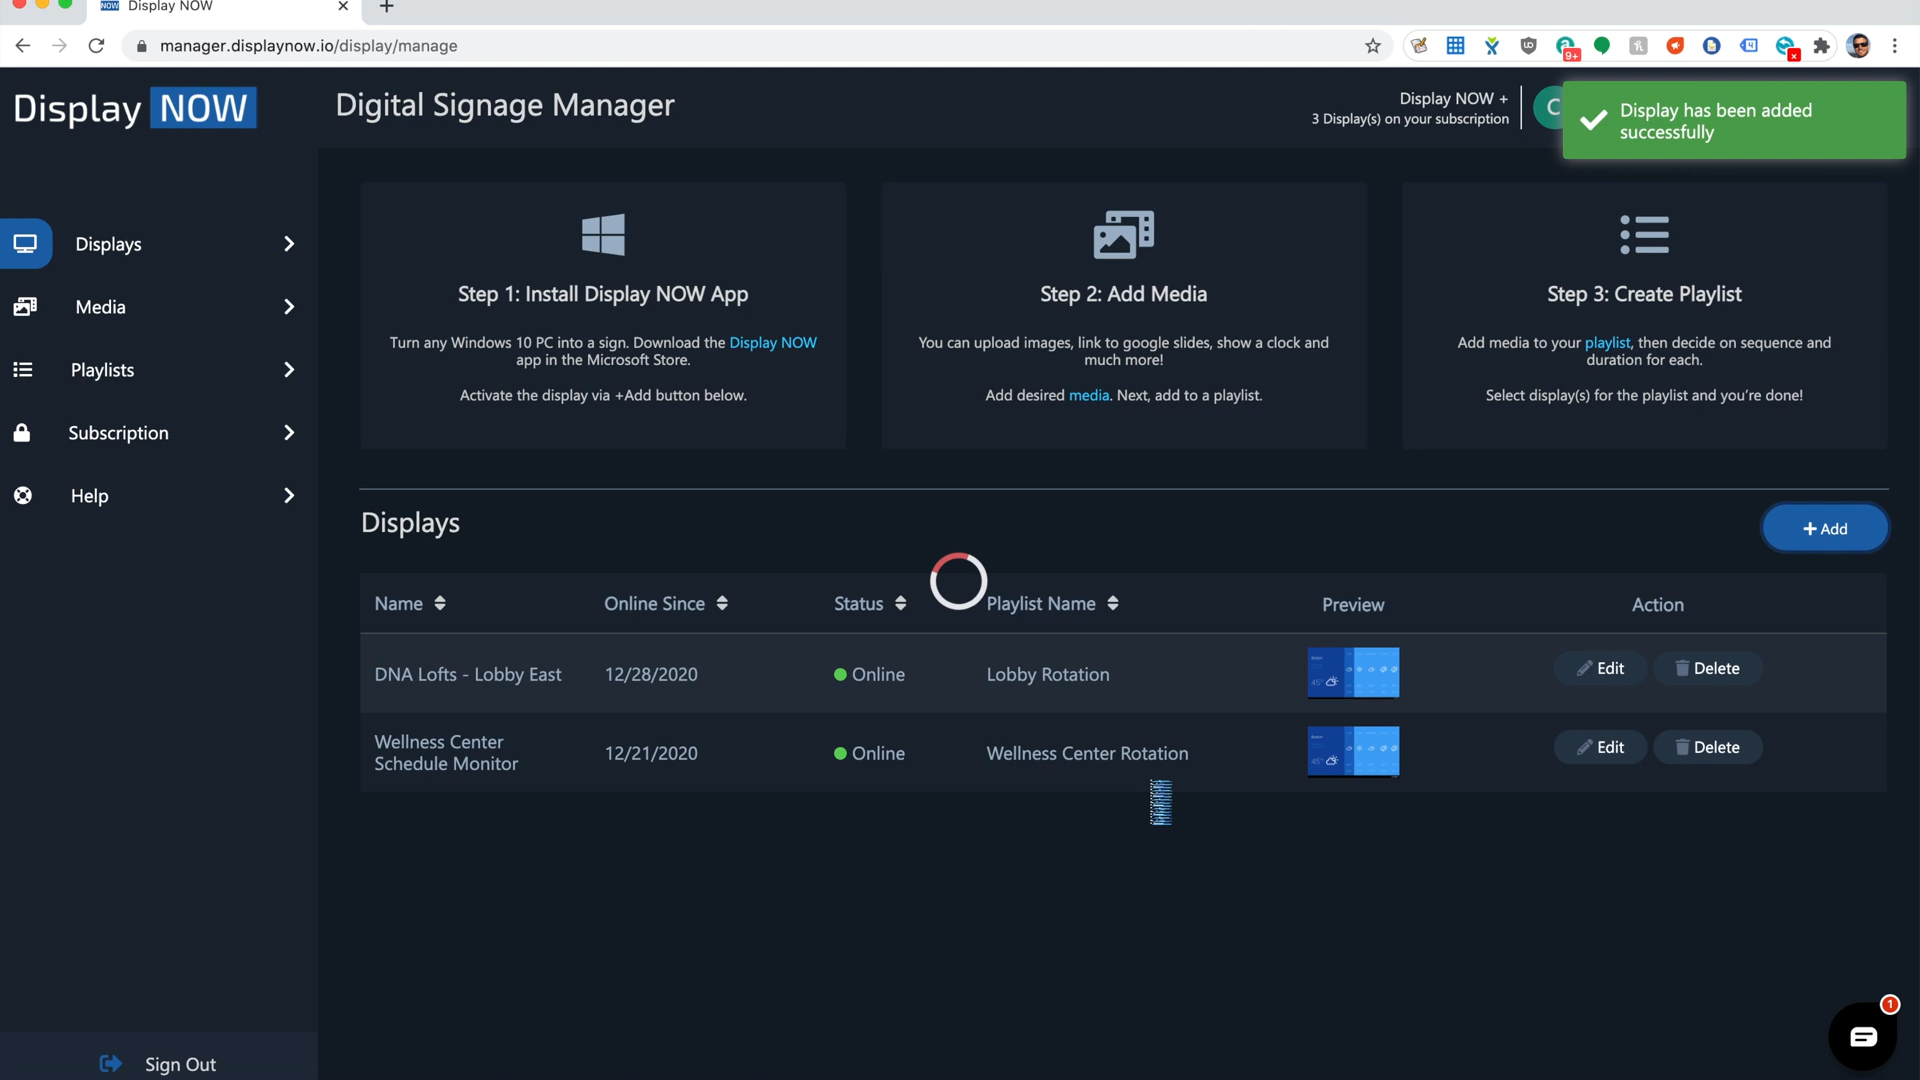 NOW Display NOW
manager.displaynow.io/display/manage
9+
Display NOW
Digital Signage Manager
Display NOW +
3 Display(s) on your subscription
C
Display has been added
successfully
Displays
Media
Playlists
Subscription
Help
Sign Out
Step 1: Install Display NOW App
Turn any Windows 10 PC into a sign. Download the Display NOW
app in the Microsoft Store.
Activate the display via +Add button below.
Step 2: Add Media
You can upload images, link to google slides, show a clock and
much more!
Add desired media. Next, add to a playlist.
Step 3: Create Playlist
Add media to your playlist, then decide on sequence and
duration for each.
Select display(s) for the playlist and you're done!
Displays
+ Add
Name Online Since Status Playlist Name Preview Action
DNA Lofts - Lobby East 12/28/2020 Online Lobby Rotation 45° Edit Delete
Wellness Center
Schedule Monitor 12/21/2020 Online Wellness Center Rotation 45° Edit Delete
1